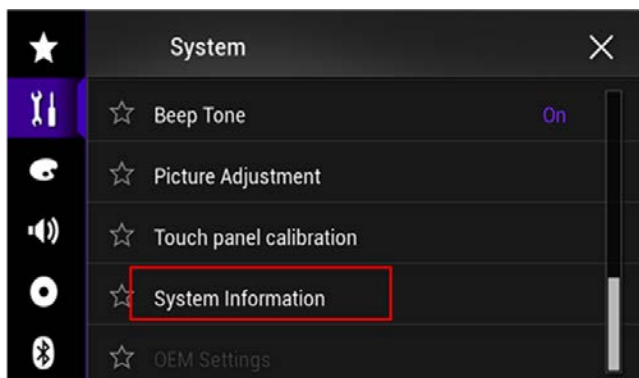 System
Beep Tone On
Picture Adjustment
Touch panel calibration
System Information
OEM Settings